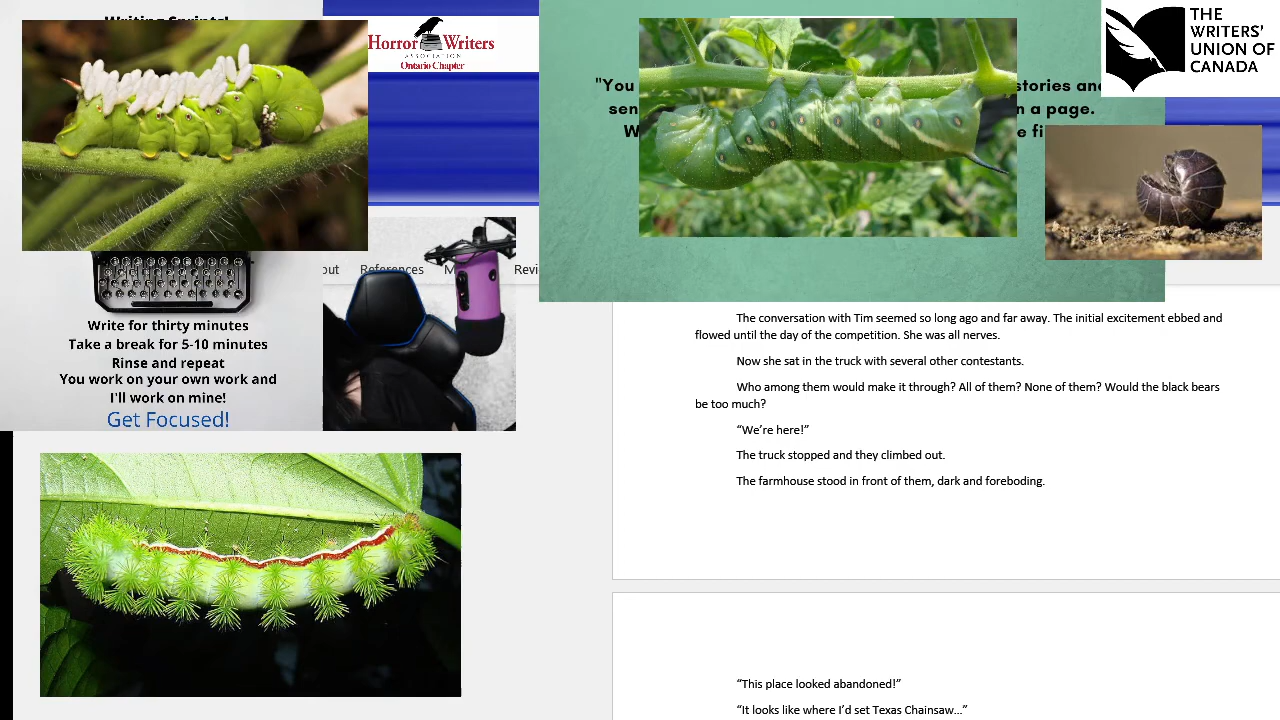 Writing Sprints!
Write for thirty minutes
Take a break for 5-10 minutes
Rinse and repeat
You work on your own work and
I'll work on mine!
Get Focused!
Horror Writers
ASSOCIATION
Ontario Chapter
References
"You
stories and
sen
n a page.
W
e fi
THE
WRITERS'
UNION OF
CANADA
The conversation with Tim seemed so long ago and far away. The initial excitement ebbed and
flowed until the day of the competition. She was all nerves.
Now she sat in the truck with several other contestants.
Who among them would make it through? All of them? None of them? Would the black bears
be too much?
“We’re here!”
The truck stopped and they climbed out.
The farmhouse stood in front of them, dark and foreboding.
“This place looked abandoned!”
“It looks like where I’d set Texas Chainsaw...”